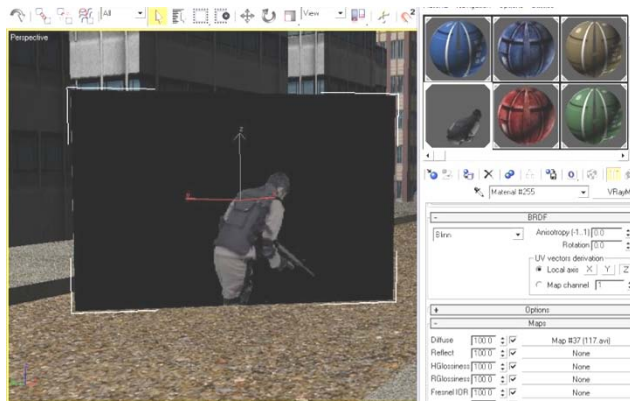 All
View
2
Perspective
z
Material #255
VRayM
- BRDF
Blinn
Anisotropy (-1..1) 0.0
Rotation 0.0
UV vectors derivation
Local axis X Y Z
Map channel 1
+ Options
- Maps
Diffuse 100.0 Map #37 (117.avi)
Reflect 100.0 None
HGlossiness 100.0 None
RGlossiness 100.0 None
Fresnel IOR 100.0 None